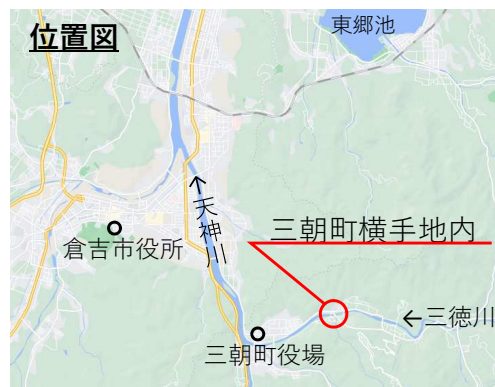 位置図
東郷池
↑天神川
倉吉市役所
三朝町横手地内
←三徳川
三朝町役場